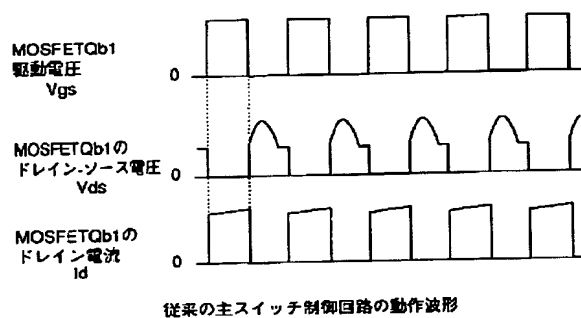 MOSFETQb1
駆動電圧
Vgs
0
MOSFETQb1の
ドレイン-ソース電圧
Vds
0
MOSFETQb1の
ドレイン電流
Id
0
従来の主スイッチ制御回路の動作波形